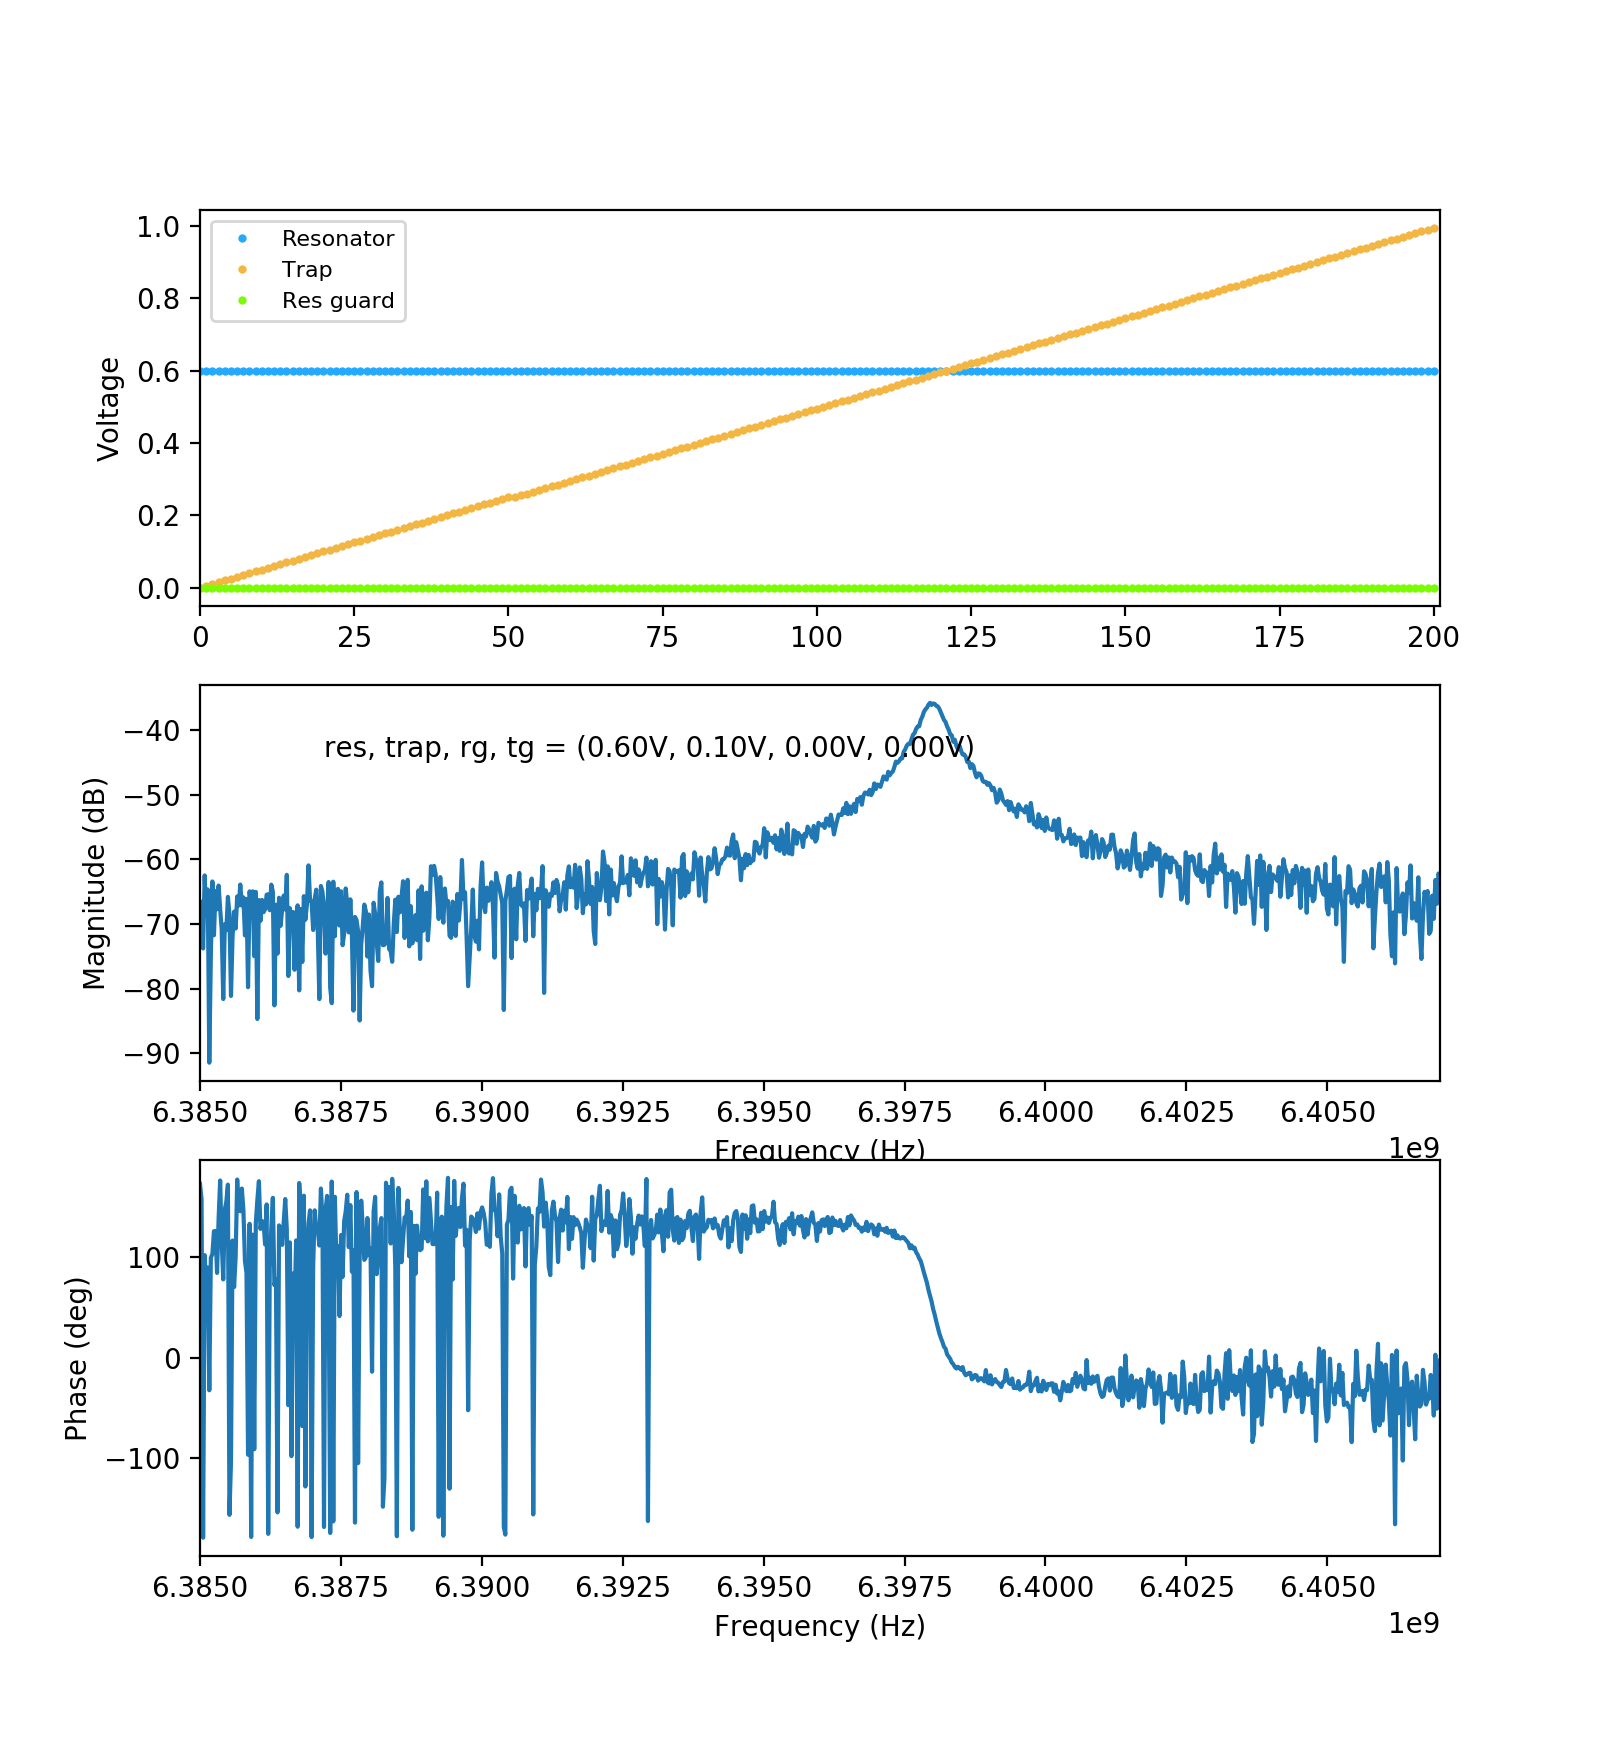 1.0
0.8
0.6
0.4
0.2
0.0
Voltage
Resonator
Trap
Res guard
0 25 50 75 100 125 150 175 200
−40
−50
−60
−70
−80
−90
Magnitude (dB)
res, trap, rg, tg = (0.60V, 0.10V, 0.00V, 0.00V)
6.3850 6.3875 6.3900 6.3925 6.3950 6.3975 6.4000 6.4025 6.4050
Frequency (Hz)
1e9
100
0
−100
Phase (deg)
6.3850 6.3875 6.3900 6.3925 6.3950 6.3975 6.4000 6.4025 6.4050
Frequency (Hz)
1e9